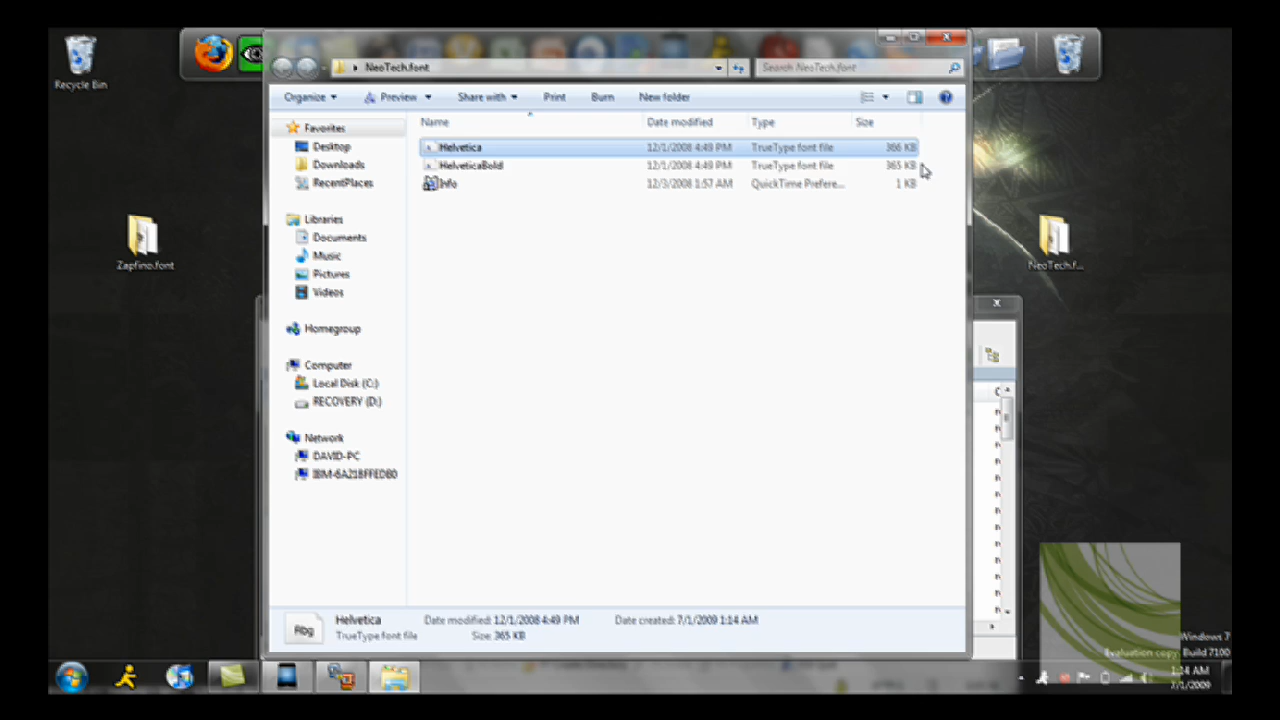 Recycle Bin
NeoTech.font
Search NeoTech.font
Organize Preview Share with Print Burn New folder
Favorites
Desktop
Downloads
RecentPlaces
Libraries
Documents
Music
Pictures
Videos
Homegroup
Computer
Local Disk (C:)
RECOVERY (D:)
Network
DAVID-PC
IBM-6A218FFED80
Name Date modified Type Size
Helvetica 12/1/2008 4:49 PM TrueType font file 366 KB
HelveticaBold 12/1/2008 4:49 PM TrueType font file 365 KB
Info 12/3/2008 1:57 AM QuickTime Prefere... 1 KB
Zapfino.font
NeoTech.f...
Abg
Helvetica Date modified: 12/1/2008 4:49 PM Date created: 7/1/2009 1:14 AM
TrueType font file Size: 365 KB
Windows 7
Evaluation copy. Build 7100
1:14 AM
7/1/2009